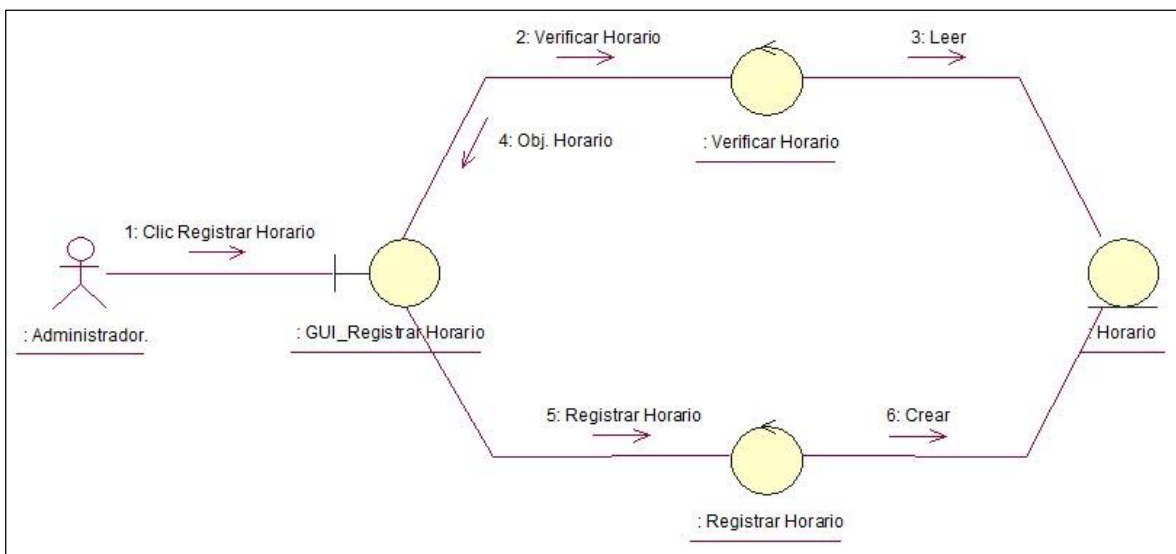 2: Verificar Horario
3: Leer
4: Obj. Horario
: Verificar Horario
1: Clic Registrar Horario
: Administrador.
: GUI_Registrar Horario
: Horario
5: Registrar Horario
6: Crear
: Registrar Horario